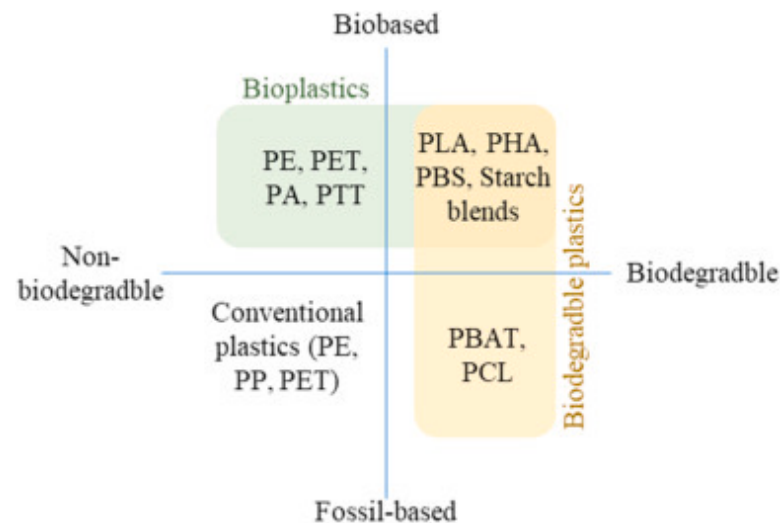 Biobased
Bioplastics
PE, PET,
PA, PTT
PLA, PHA,
PBS, Starch
blends
Non-
biodegradble
Biodegradble
Conventional
plastics (PE,
PP, PET)
PBAT,
PCL
Biodegradble plastics
Fossil-based